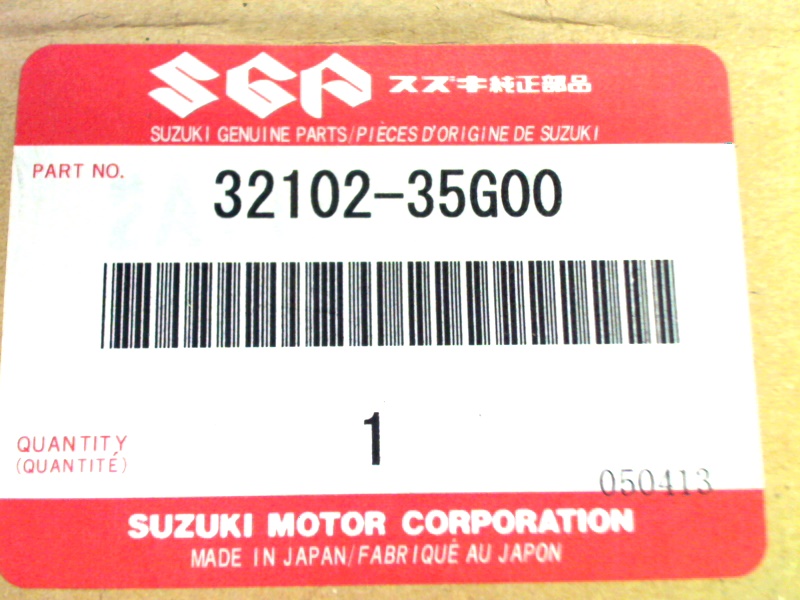 SGP スズキ純正部品
SUZUKI GENUINE PARTS/PIÈCES D'ORIGINE DE SUZUKI
PART NO. 32102-35G00
1
QUANTITY
(QUANTITÉ)
050413
SUZUKI MOTOR CORPORATION
MADE IN JAPAN/FABRIQUÉ AU JAPON